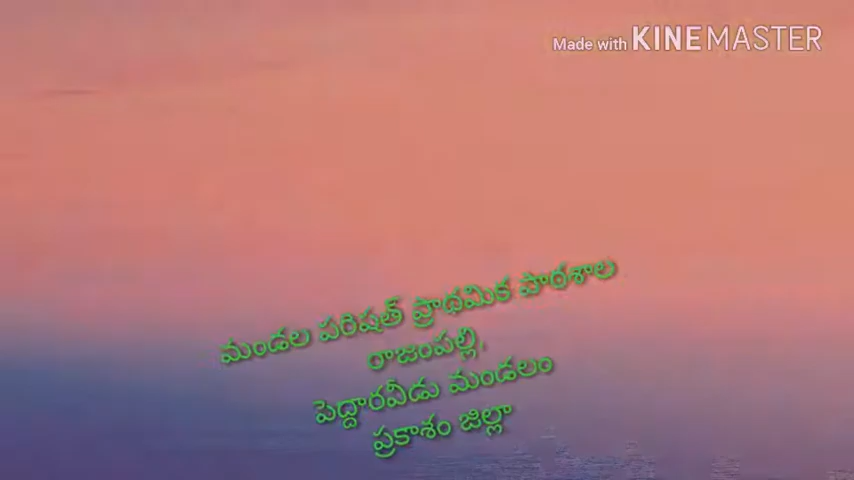 Made with KINEMASTER
మండల పరిషత్ ప్రాథమిక పాఠశాల
రాజంపల్లి,
పెద్దారవీడు మండలం
ప్రకాశం జిల్లా